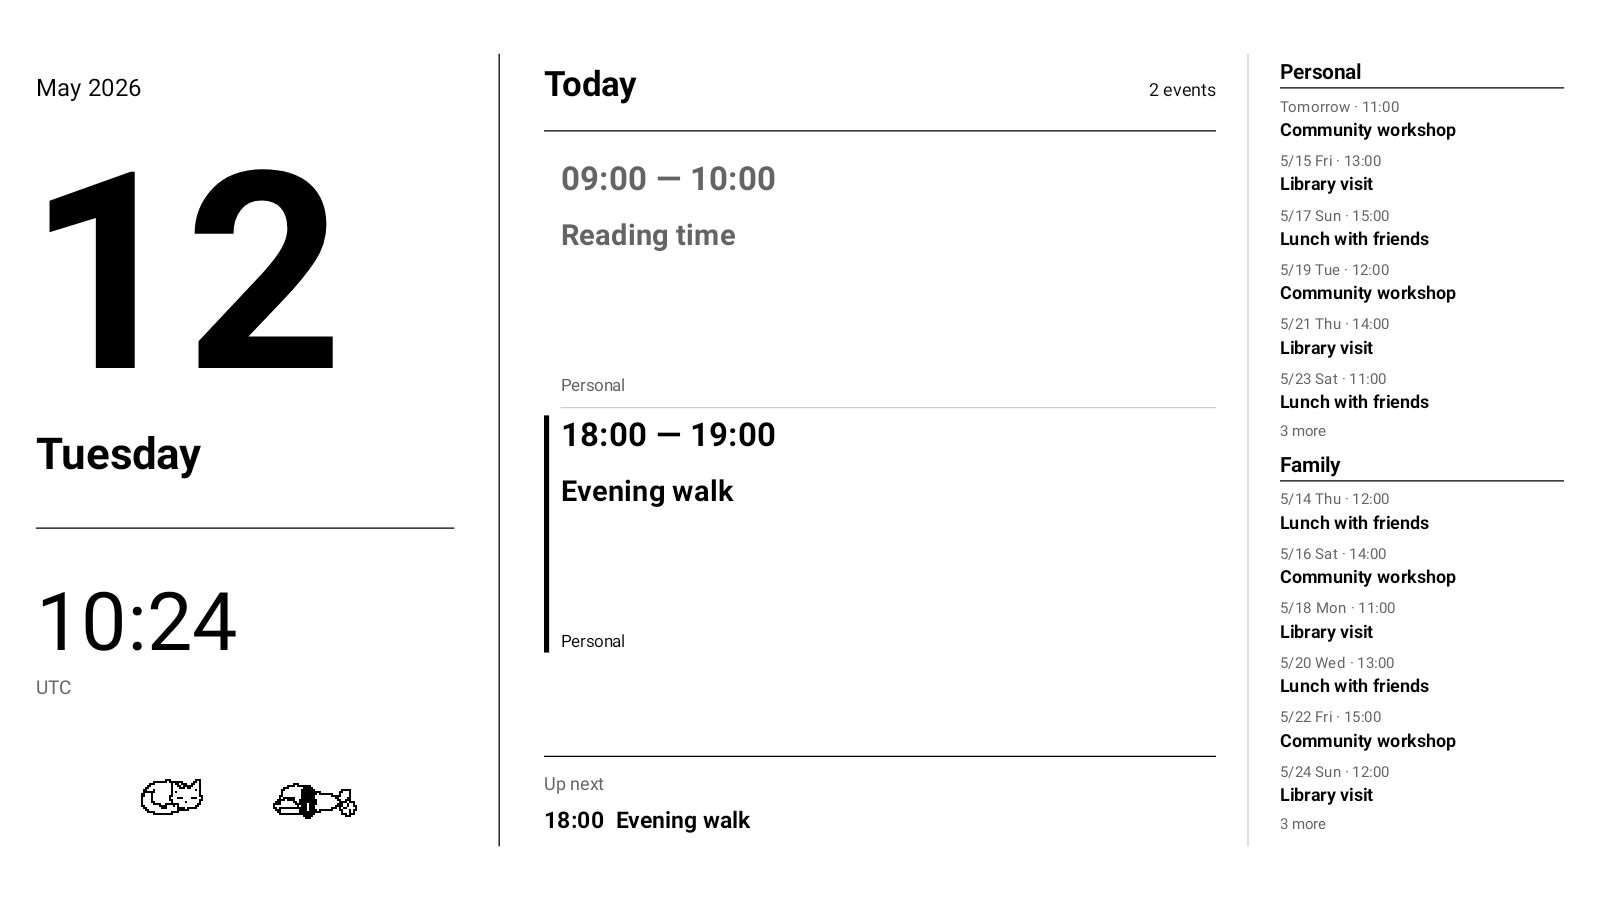 May 2026
12
Tuesday
10:24
UTC
Today
2 events
09:00 — 10:00
Reading time
Personal
18:00 — 19:00
Evening walk
Personal
Up next
18:00 Evening walk
Personal
Tomorrow · 11:00
Community workshop
5/15 Fri · 13:00
Library visit
5/17 Sun · 15:00
Lunch with friends
5/19 Tue · 12:00
Community workshop
5/21 Thu · 14:00
Library visit
5/23 Sat · 11:00
Lunch with friends
3 more
Family
5/14 Thu · 12:00
Lunch with friends
5/16 Sat · 14:00
Community workshop
5/18 Mon · 11:00
Library visit
5/20 Wed · 13:00
Lunch with friends
5/22 Fri · 15:00
Community workshop
5/24 Sun · 12:00
Library visit
3 more